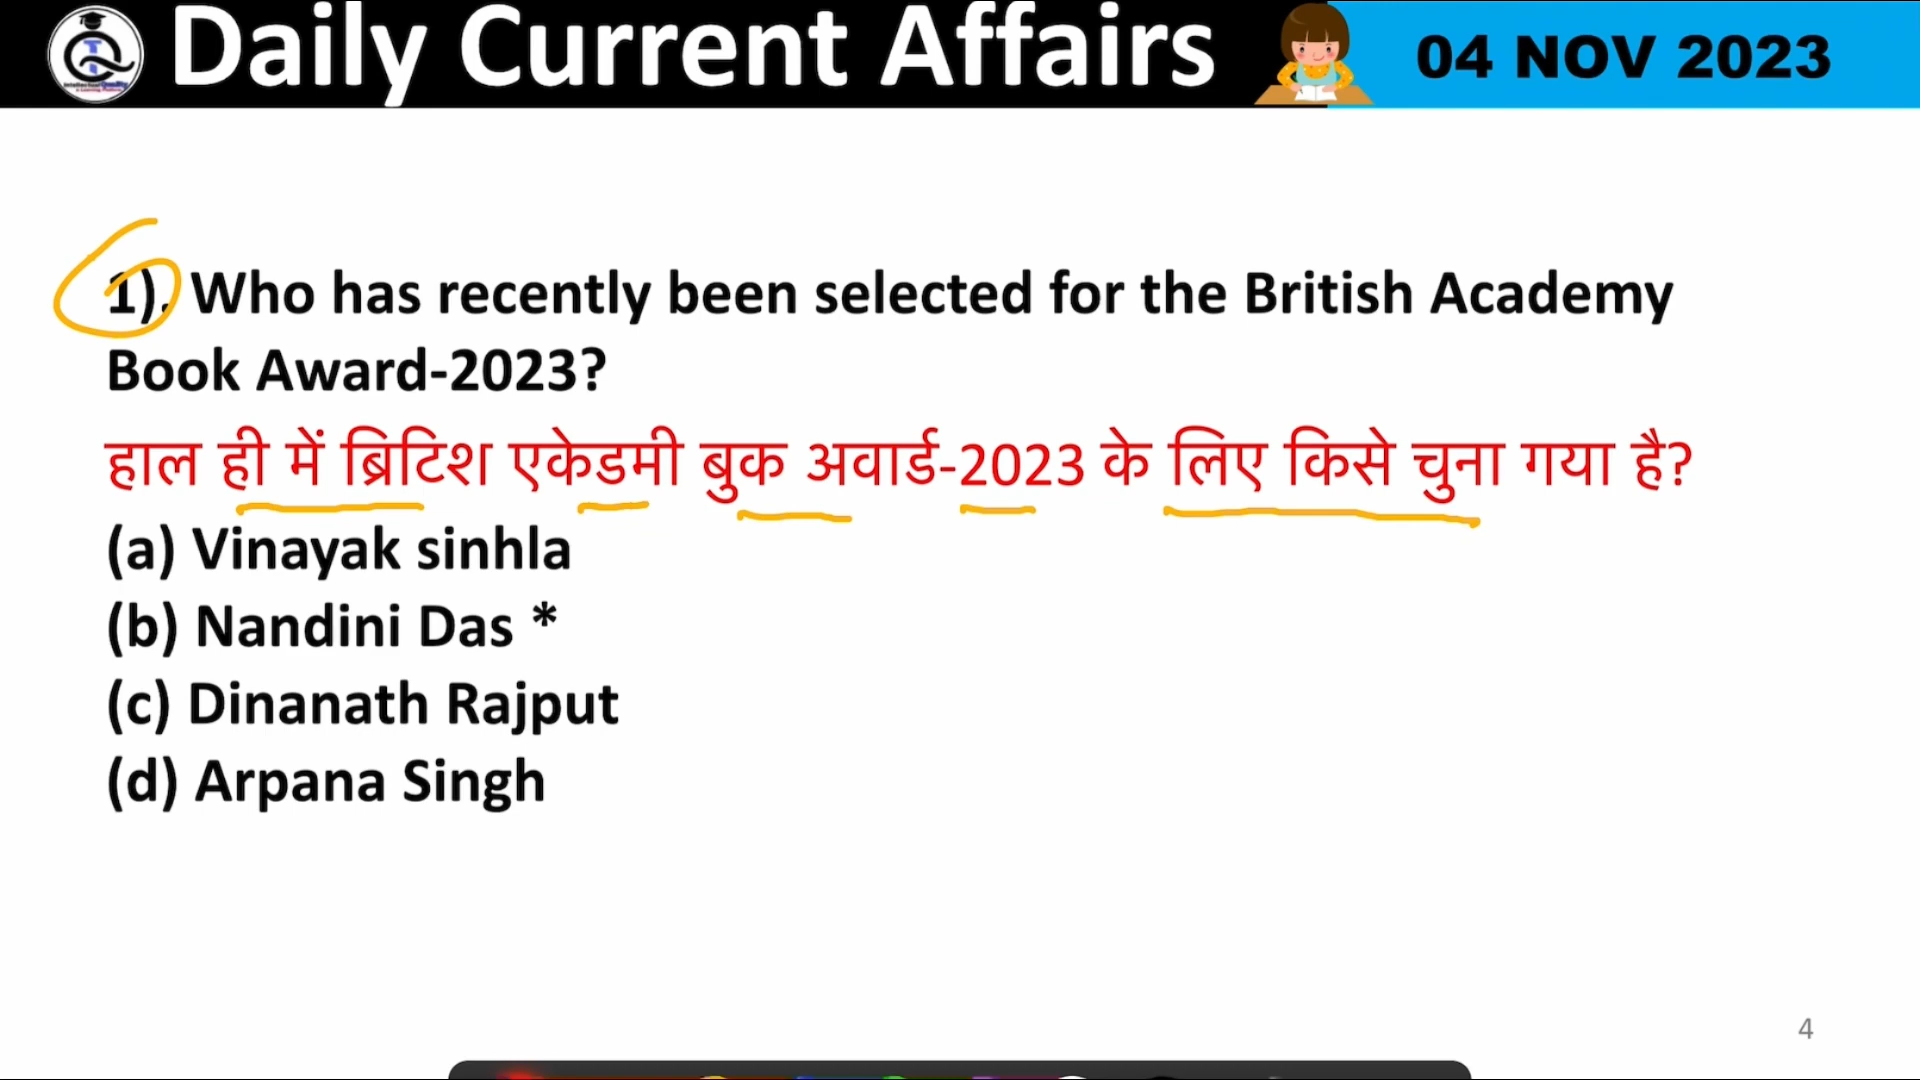 Daily Current Affairs
04 NOV 2023
1). Who has recently been selected for the British Academy
Book Award-2023?
हाल ही में ब्रिटिश एकेडमी बुक अवार्ड-2023 के लिए किसे चुना गया है?
(a) Vinayak sinhla
(b) Nandini Das *
(c) Dinanath Rajput
(d) Arpana Singh
4